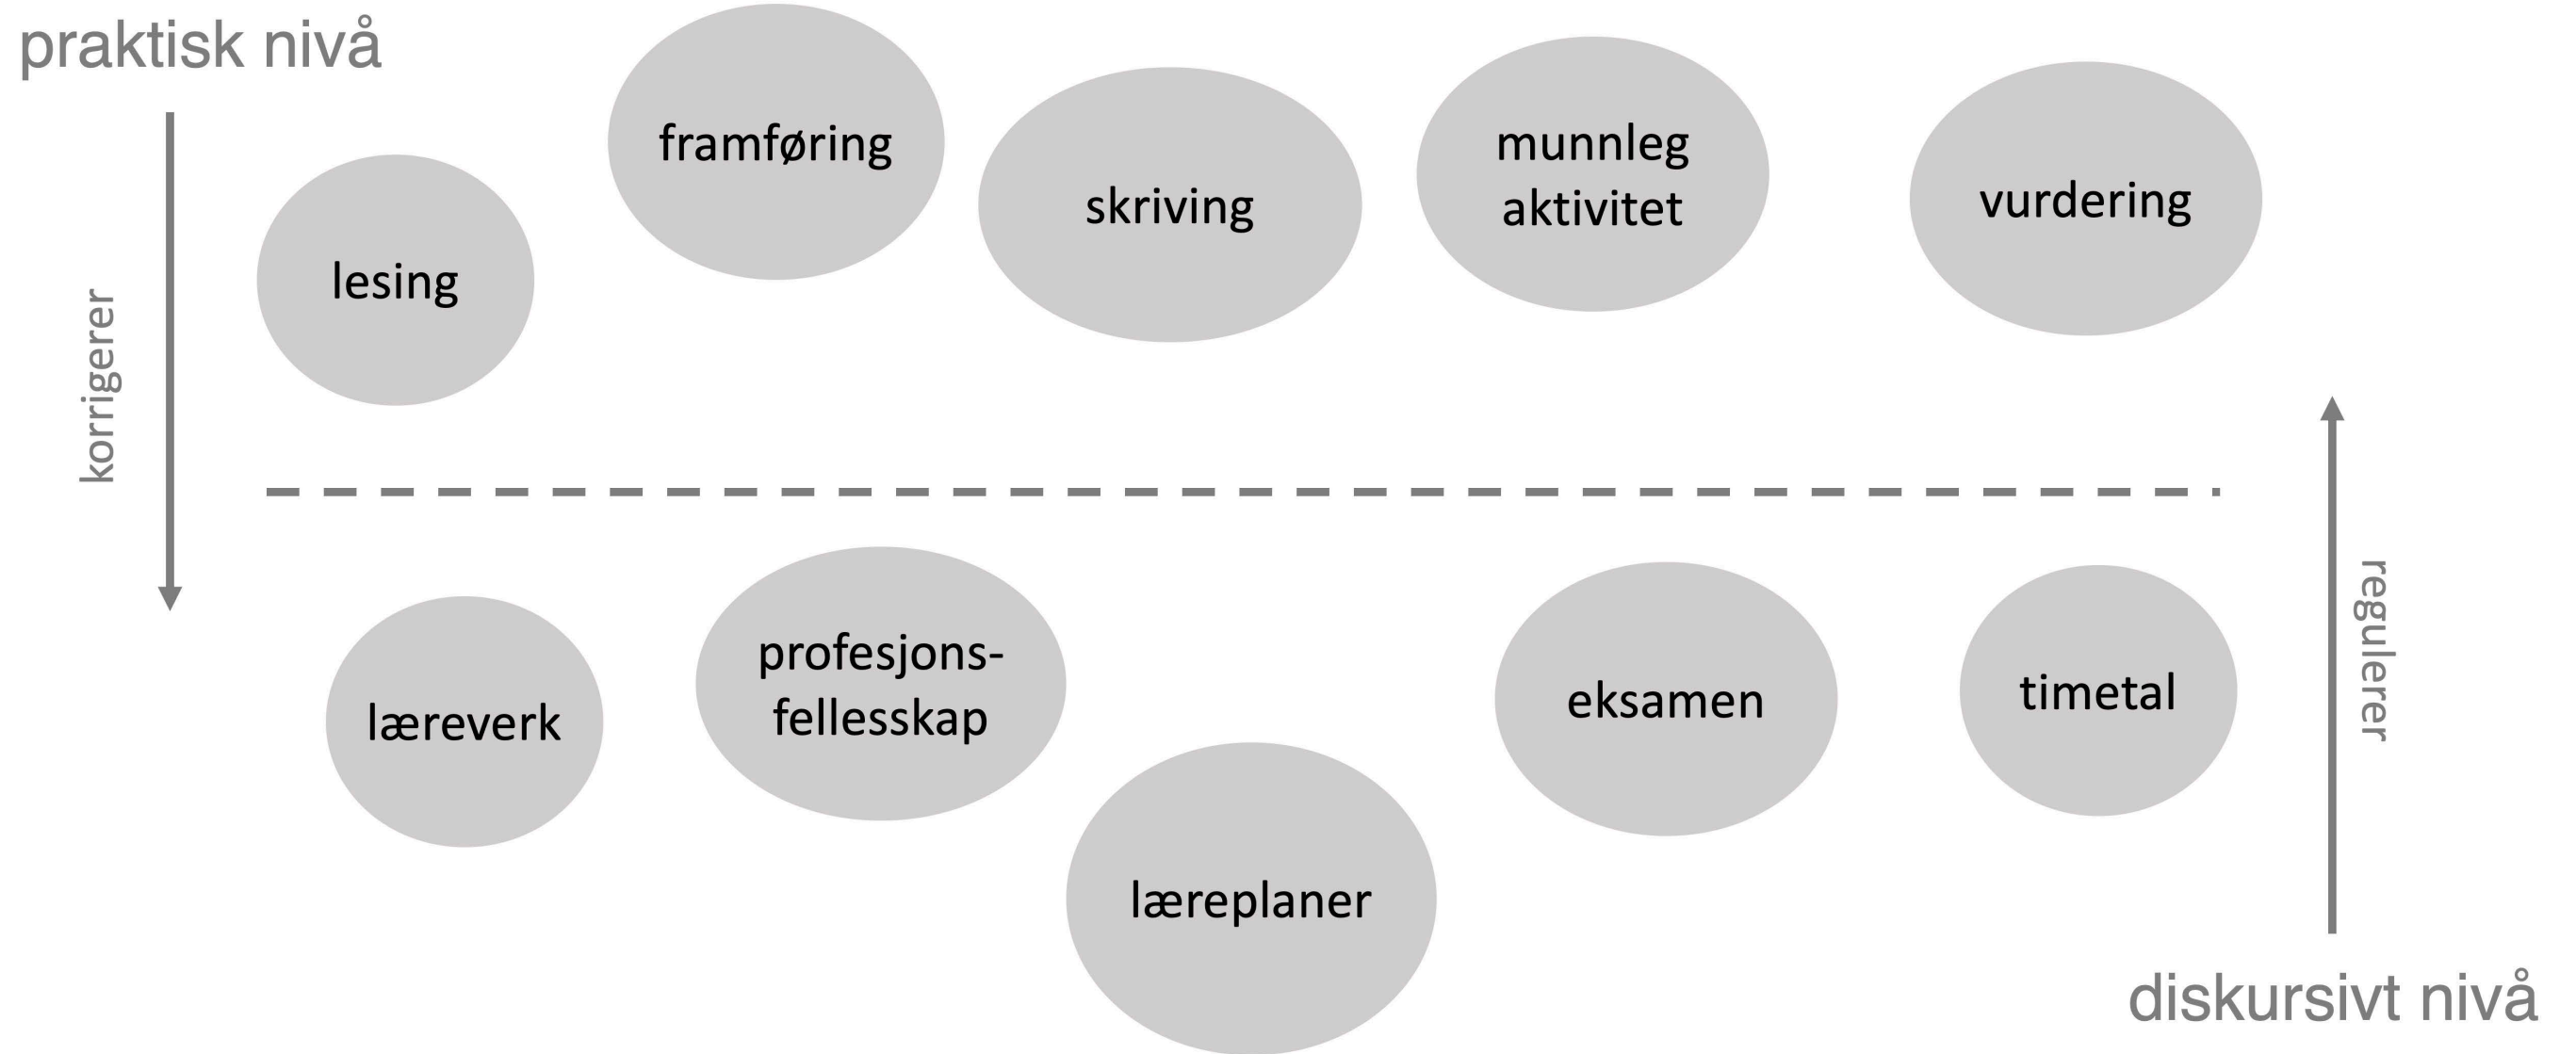 praktisk nivå
framføring
munnleg
aktivitet
skriving
vurdering
lesing
korrigerer
regulerer
profesjons-
fellesskap
læreverk
eksamen
timetal
læreplaner
diskursivt nivå